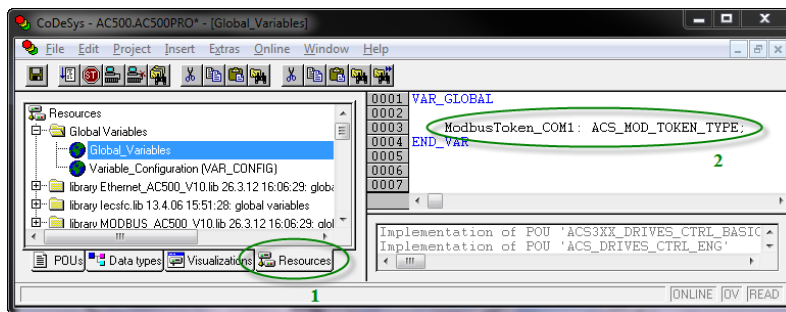 CoDeSys - AC500.AC500PRO* - [Global_Variables]
File Edit Project Insert Extras Online Window Help
Resources
Global Variables
Global_Variables
Variable_Configuration (VAR_CONFIG)
library Ethernet_AC500_V10.lib 26.3.12 16:06:29: globa
library Iecsfc.lib 13.4.06 15:51:28: global variables
library MODBUS_AC500_V10.lib 26.3.12 16:06:29: glol
POUs Data types Visualizations Resources
1
0001 VAR_GLOBAL
0002
0003 ModbusToken_COM1: ACS_MOD_TOKEN_TYPE;
0004 END_VAR
0005
0006
0007
2
Implementation of POU 'ACS3XX_DRIVES_CTRL_BASIC
Implementation of POU 'ACS_DRIVES_CTRL_ENG'
ONLINE OV READ